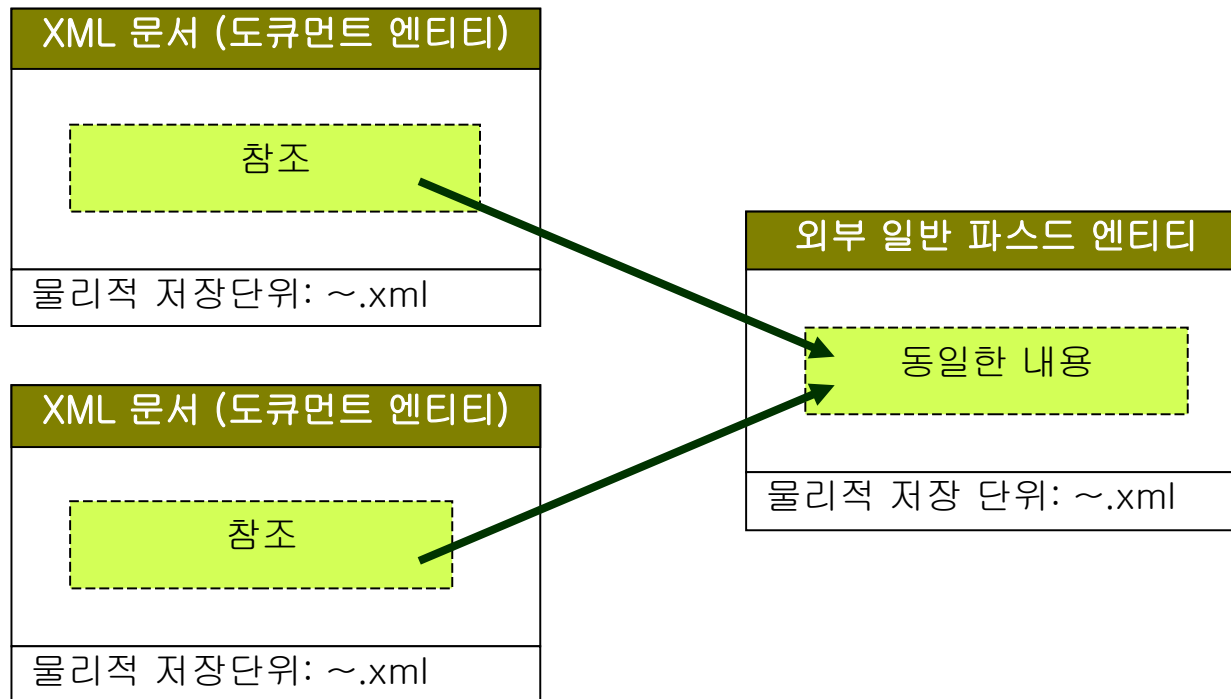 XML 문서 (도큐먼트 엔티티)
참조
물리적 저장단위: ~.xml
XML 문서 (도큐먼트 엔티티)
참조
물리적 저장단위: ~.xml
외부 일반 파스드 엔티티
동일한 내용
물리적 저장 단위: ~.xml